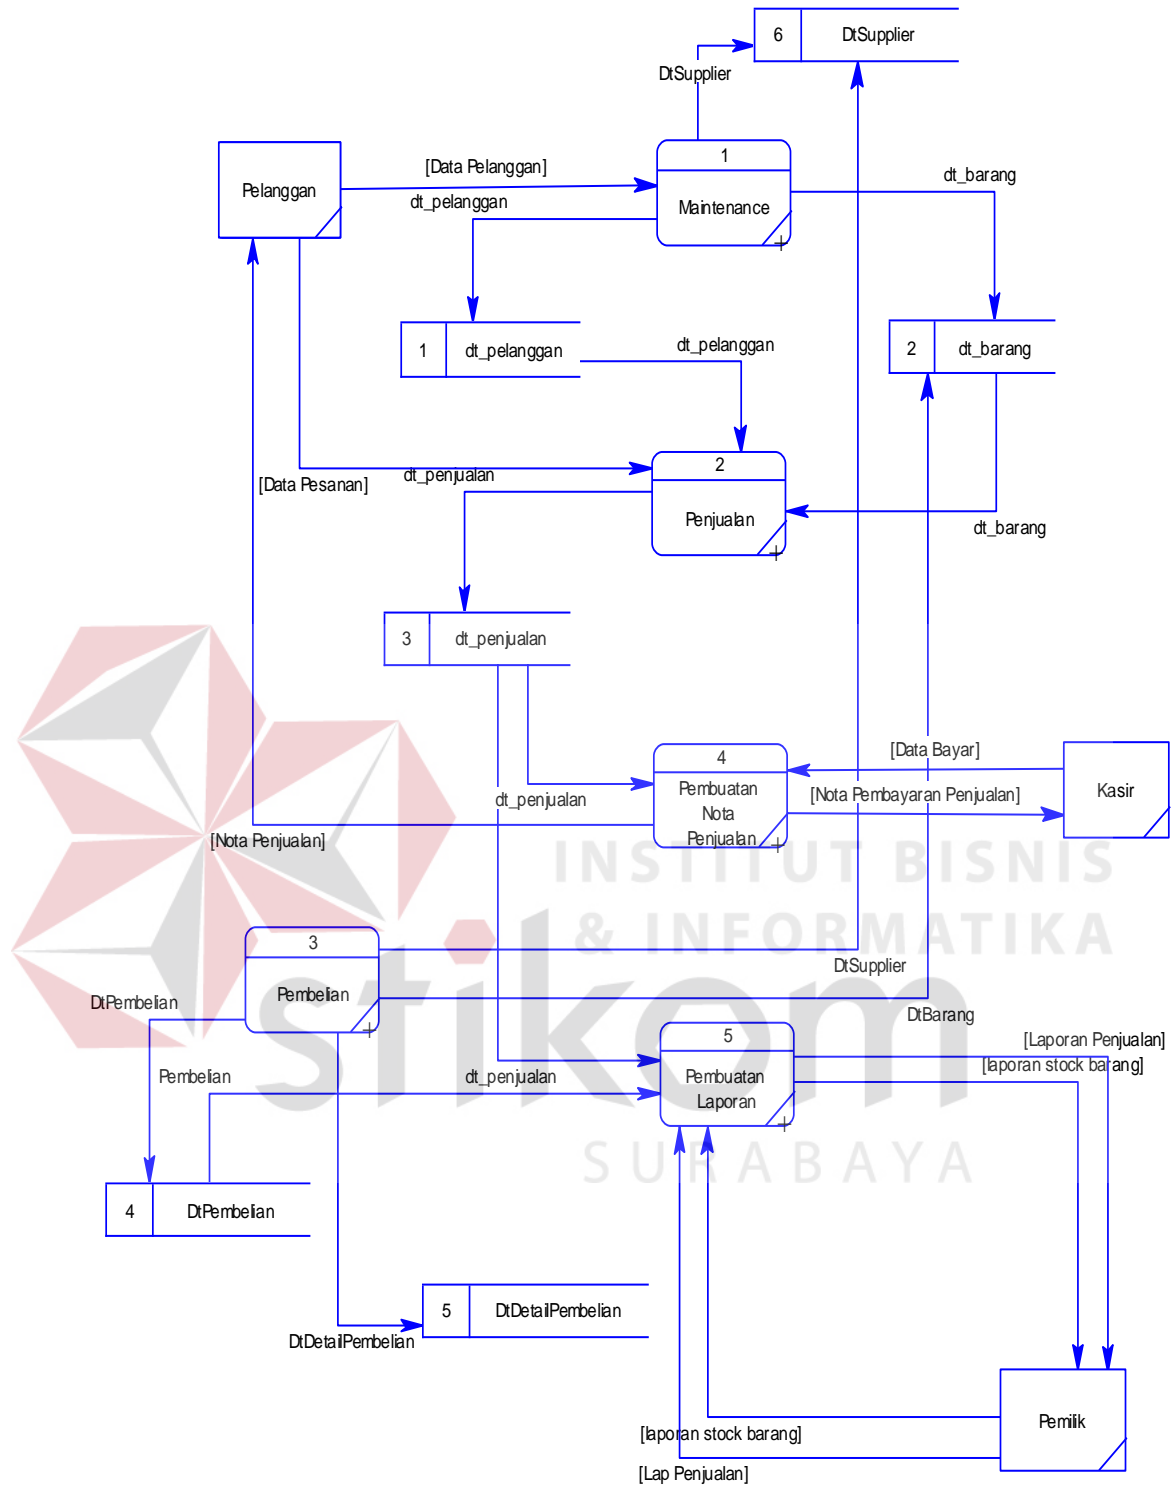 6 DtSupplier
DtSupplier
1
[Data Pelanggan]
Pelanggan
dt_barang
dt_pelanggan
Maintenance
1 dt_pelanggan
dt_pelanggan
2 dt_barang
2
dt_penjualan
[Data Pesanan]
Penjualan
dt_barang
3 dt_penjualan
4
[Data Bayar]
Pembuatan
Nota
Penjualan
[Nota Pembayaran Penjualan]
Kasir
dt_penjualan
[Nota Penjualan]
INSTITUT BISNIS
& INFORMATIKA
stikom
SURABAYA
3
Pembelian
DtSupplier
DtPembelian
DtBarang
5
[Laporan Penjualan]
[laporan stock barang]
Pembelian
dt_penjualan
Pembuatan
Laporan
4 DtPembelian
5 DtDetailPembelian
DtDetailPembelian
Pemilik
[laporan stock barang]
[Lap Penjualan]